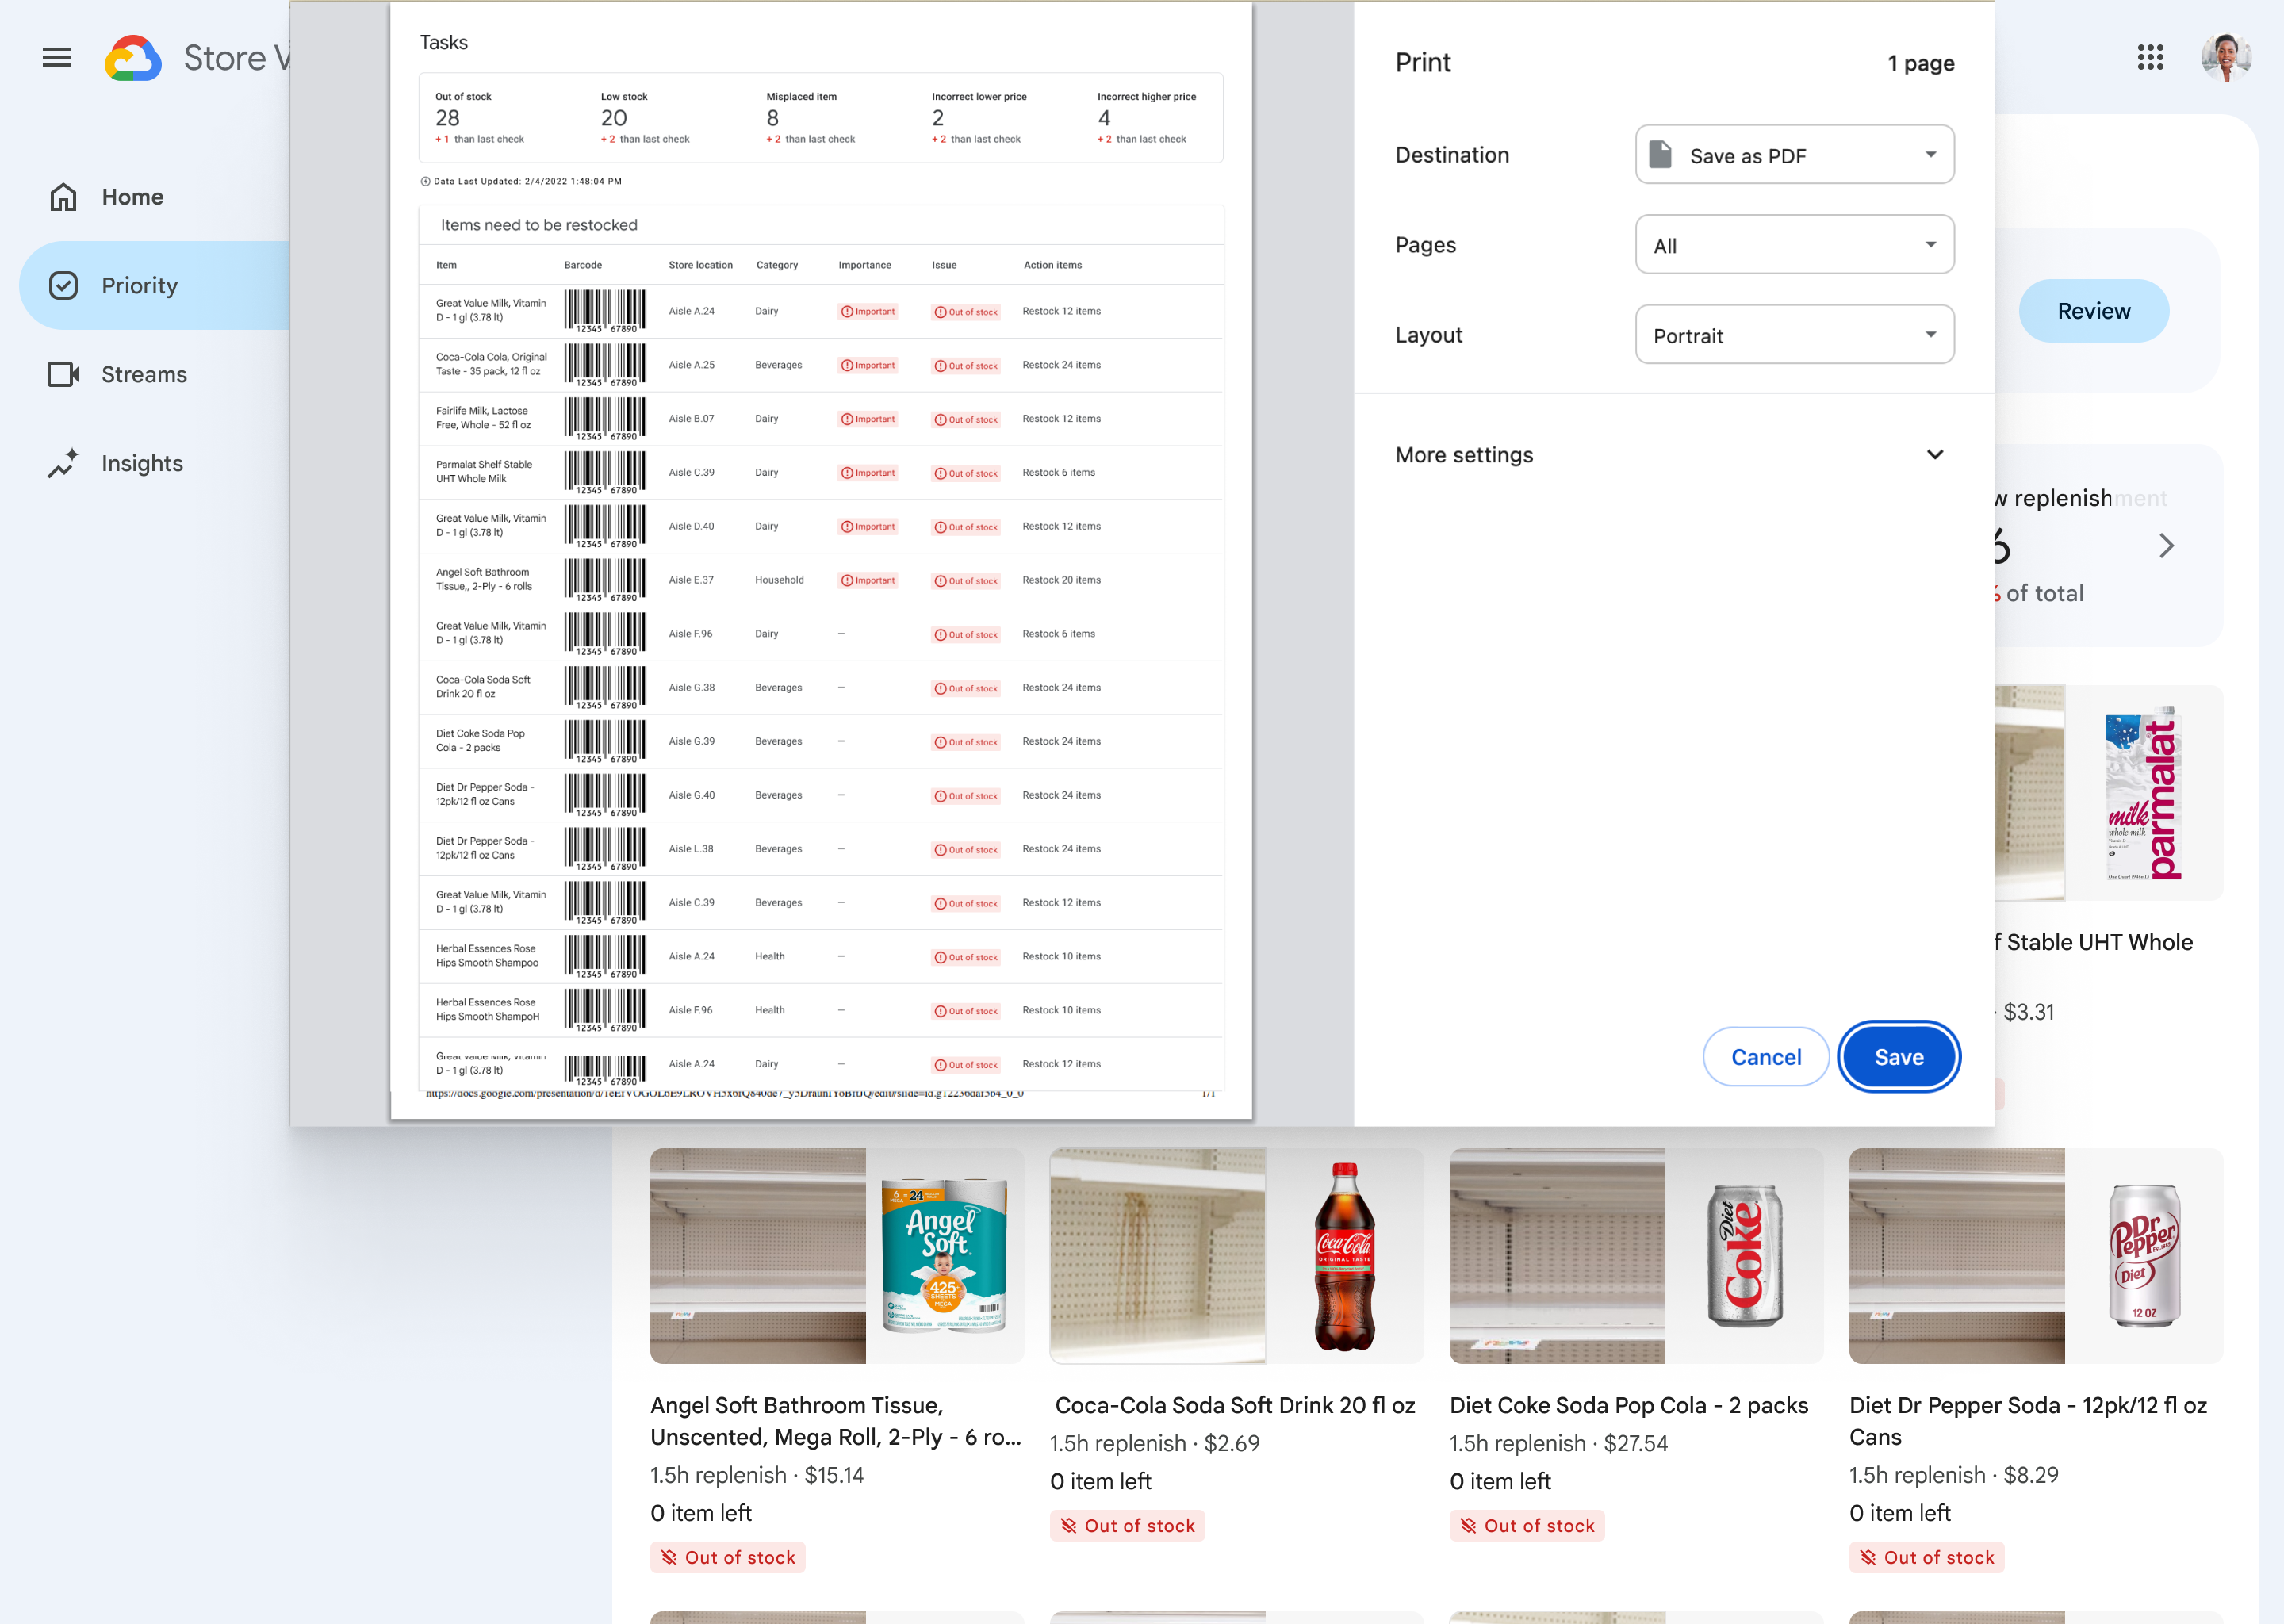 Store V
Home
Priority
Streams
Insights
Tasks
Out of stock
28
+ 1 than last check
Low stock
20
+ 2 than last check
Misplaced item
8
+ 2 than last check
Incorrect lower price
2
+ 2 than last check
Incorrect higher price
4
+ 2 than last check
Data Last Updated: 2/4/2022 1:48:04 PM
Items need to be restocked
Item Barcode Store location Category Importance Issue Action items
Great Value Milk, Vitamin
D - 1 gl (3.78 lt)
12345 67890
Aisle A.24 Dairy Important Out of stock Restock 12 items
Coca-Cola Cola, Original
Taste - 35 pack, 12 fl oz
12345 67890
Aisle A.25 Beverages Important Out of stock Restock 24 items
Fairlife Milk, Lactose
Free, Whole - 52 fl oz
12345 67890
Aisle B.07 Dairy Important Out of stock Restock 12 items
Parmalat Shelf Stable
UHT Whole Milk
12345 67890
Aisle C.39 Dairy Important Out of stock Restock 6 items
Great Value Milk, Vitamin
D - 1 gl (3.78 lt)
12345 67890
Aisle D.40 Dairy Important Out of stock Restock 12 items
Angel Soft Bathroom
Tissue,, 2-Ply - 6 rolls
12345 67890
Aisle E.37 Household Important Out of stock Restock 20 items
Great Value Milk, Vitamin
D - 1 gl (3.78 lt)
12345 67890
Aisle F.96 Dairy – Out of stock Restock 6 items
Coca-Cola Soda Soft
Drink 20 fl oz
12345 67890
Aisle G.38 Beverages – Out of stock Restock 24 items
Diet Coke Soda Pop
Cola - 2 packs
12345 67890
Aisle G.39 Beverages – Out of stock Restock 24 items
Diet Dr Pepper Soda -
12pk/12 fl oz Cans
12345 67890
Aisle G.40 Beverages – Out of stock Restock 24 items
Diet Dr Pepper Soda -
12pk/12 fl oz Cans
12345 67890
Aisle L.38 Beverages – Out of stock Restock 24 items
Great Value Milk, Vitamin
D - 1 gl (3.78 lt)
12345 67890
Aisle C.39 Beverages – Out of stock Restock 12 items
Herbal Essences Rose
Hips Smooth Shampoo
12345 67890
Aisle A.24 Health – Out of stock Restock 10 items
Herbal Essences Rose
Hips Smooth ShampoH
12345 67890
Aisle F.96 Health – Out of stock Restock 10 items
Great Value Milk, Vitamin
D - 1 gl (3.78 lt)
12345 67890
Aisle A.24 Dairy – Out of stock Restock 12 items
1/1
Print
1 page
Destination
Save as PDF
Pages
All
Layout
Portrait
More settings
Cancel
Save
Review
w replenishment
6
% of total
parmalat
milk
whole milk
f Stable UHT Whole
· $3.31
6 = 24
Angel
Soft
425
SHEETS
MEGA
Coca-Cola
ORIGINAL TASTE
Diet
Coke
Dr
Pepper
Diet
12 OZ
Angel Soft Bathroom Tissue,
Unscented, Mega Roll, 2-Ply - 6 ro...
1.5h replenish · $15.14
0 item left
Out of stock
Coca-Cola Soda Soft Drink 20 fl oz
1.5h replenish · $2.69
0 item left
Out of stock
Diet Coke Soda Pop Cola - 2 packs
1.5h replenish · $27.54
0 item left
Out of stock
Diet Dr Pepper Soda - 12pk/12 fl oz
Cans
1.5h replenish · $8.29
0 item left
Out of stock